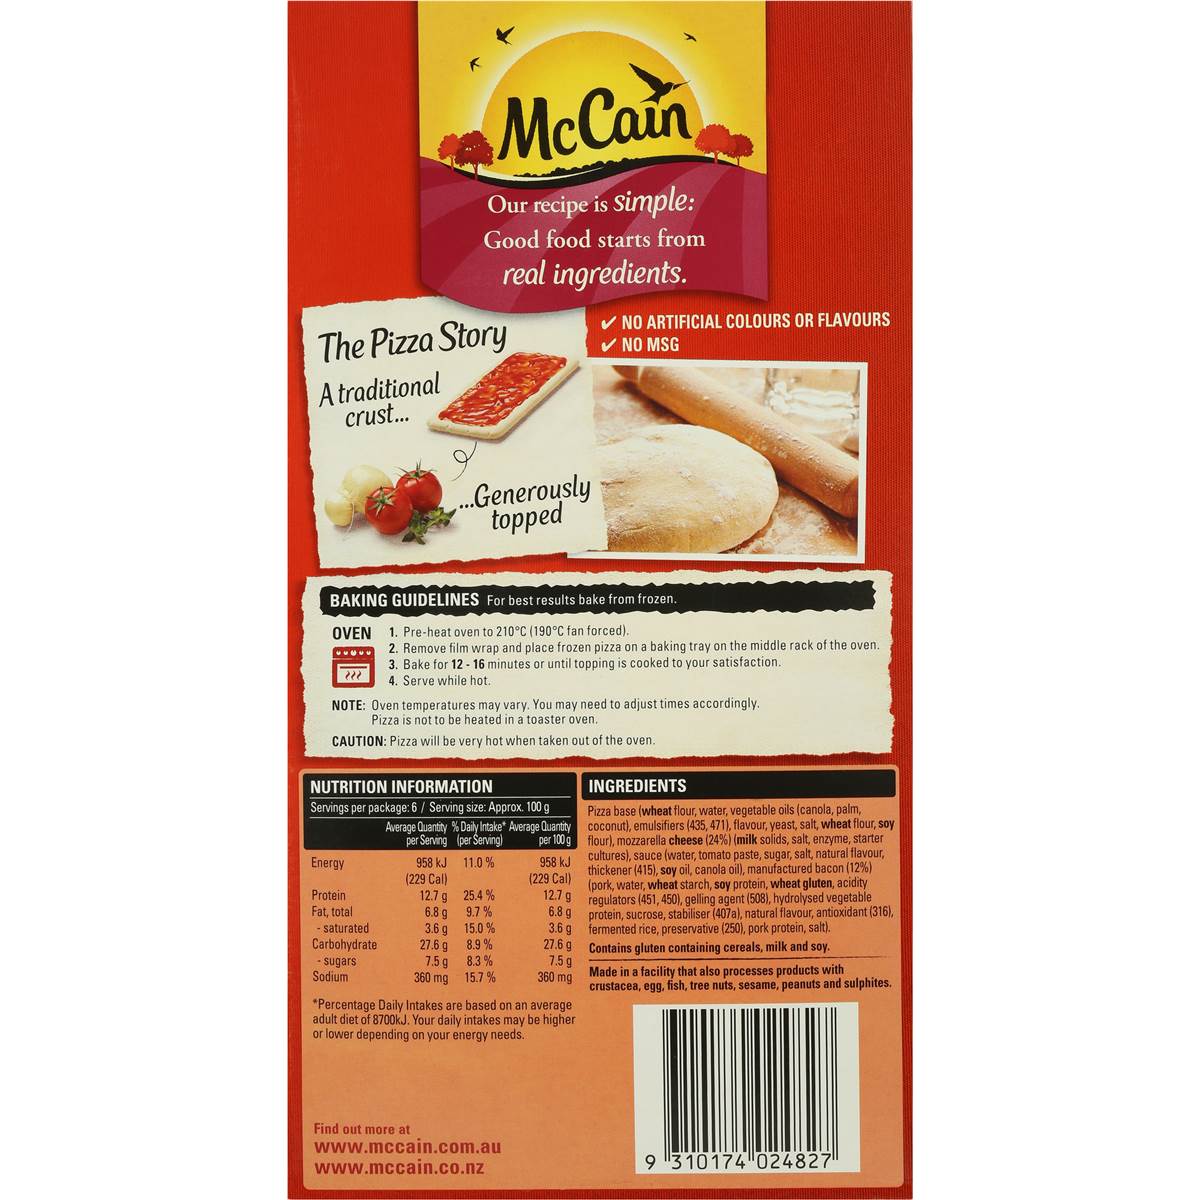 McCain
Our recipe is simple:
Good food starts from
real ingredients.
The Pizza Story
A traditional
crust...
...Generously
topped
✔ NO ARTIFICIAL COLOURS OR FLAVOURS
✔ NO MSG
BAKING GUIDELINES For best results bake from frozen.
OVEN 1. Pre-heat oven to 210°C (190°C fan forced).
2. Remove film wrap and place frozen pizza on a baking tray on the middle rack of the oven.
3. Bake for 12 - 16 minutes or until topping is cooked to your satisfaction.
4. Serve while hot.
NOTE: Oven temperatures may vary. You may need to adjust times accordingly.
Pizza is not to be heated in a toaster oven.
CAUTION: Pizza will be very hot when taken out of the oven.
NUTRITION INFORMATION
Servings per package: 6 / Serving size: Approx. 100 g
Average Quantity % Daily Intake* Average Quantity
per Serving (per Serving) per 100 g
Energy 958 kJ 11.0 % 958 kJ
(229 Cal) (229 Cal)
Protein 12.7 g 25.4 % 12.7 g
Fat, total 6.8 g 9.7 % 6.8 g
- saturated 3.6 g 15.0 % 3.6 g
Carbohydrate 27.6 g 8.9 % 27.6 g
- sugars 7.5 g 8.3 % 7.5 g
Sodium 360 mg 15.7 % 360 mg
*Percentage Daily Intakes are based on an average
adult diet of 8700kJ. Your daily intakes may be higher
or lower depending on your energy needs.
INGREDIENTS
Pizza base (wheat flour, water, vegetable oils (canola, palm,
coconut), emulsifiers (435, 471), flavour, yeast, salt, wheat flour, soy
flour), mozzarella cheese (24%) (milk solids, salt, enzyme, starter
cultures), sauce (water, tomato paste, sugar, salt, natural flavour,
thickener (415), soy oil, canola oil), manufactured bacon (12%)
(pork, water, wheat starch, soy protein, wheat gluten, acidity
regulators (451, 450), gelling agent (508), hydrolysed vegetable
protein, sucrose, stabiliser (407a), natural flavour, antioxidant (316),
fermented rice, preservative (250), pork protein, salt).
Contains gluten containing cereals, milk and soy.
Made in a facility that also processes products with
crustacea, egg, fish, tree nuts, sesame, peanuts and sulphites.
Find out more at
www.mccain.com.au
www.mccain.co.nz
9 310174 024827